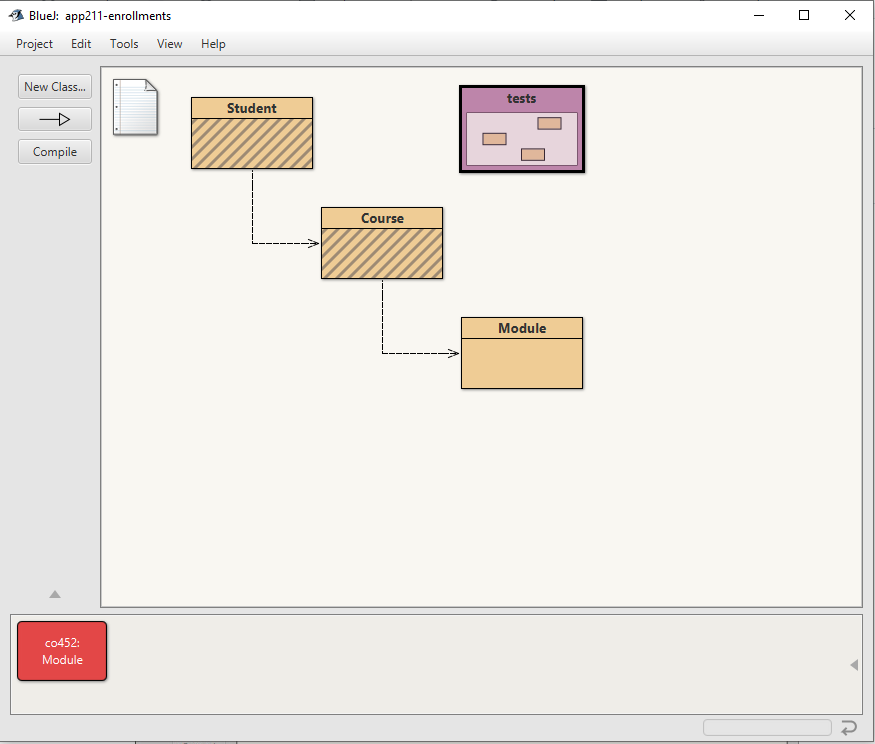 BlueJ: app211-enrollments
Project Edit Tools View Help
New Class...
Compile
Student
tests
Course
Module
co452:
Module